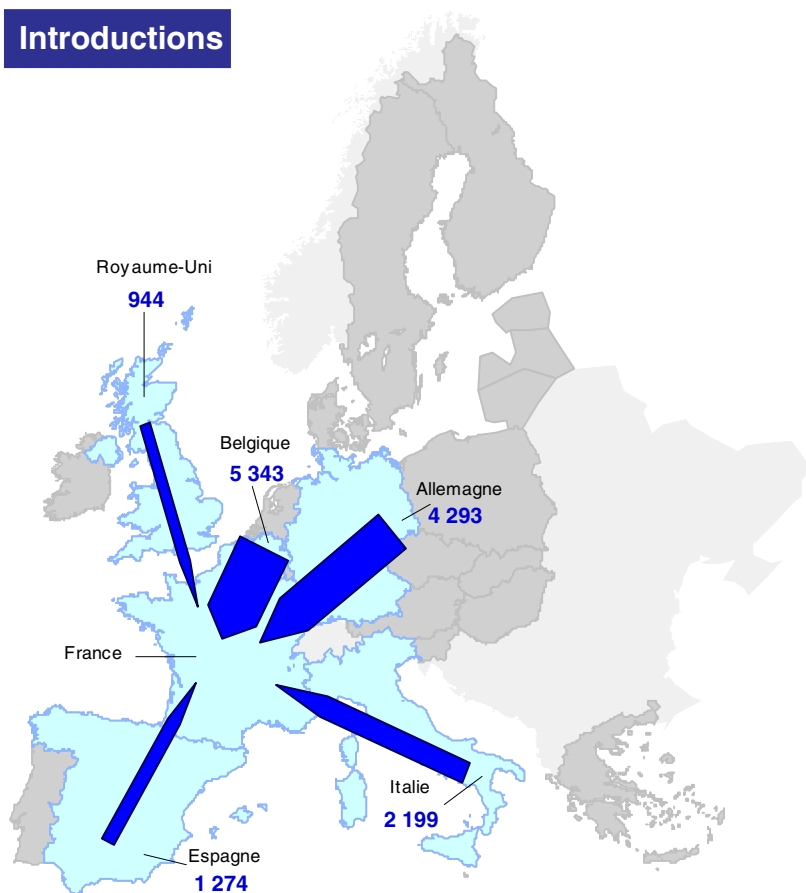 Introductions
Royaume-Uni
944
Belgique
5 343
Allemagne
4 293
France
Italie
2 199
Espagne
1 274